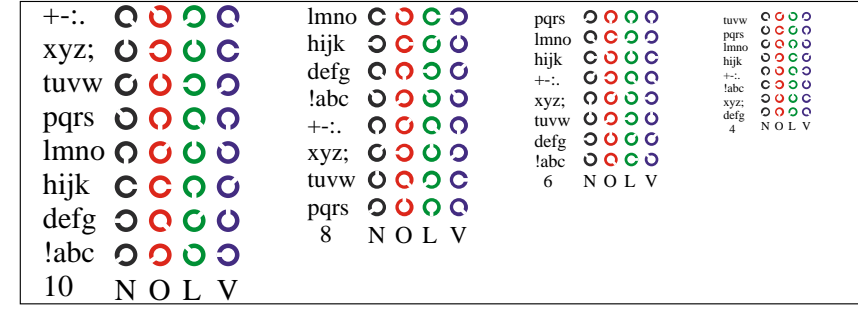 +-:.
xyz;
tuvw
pqrs
lmno
hijk
defg
!abc
10 N O L V
lmno
hijk
defg
!abc
+-:.
xyz;
tuvw
pqrs
8 N O L V
pqrs
lmno
hijk
+-:.
xyz;
tuvw
defg
!abc
6 N O L V
tuvw
pqrs
lmno
hijk
+-:.
!abc
xyz;
defg
4 N O L V